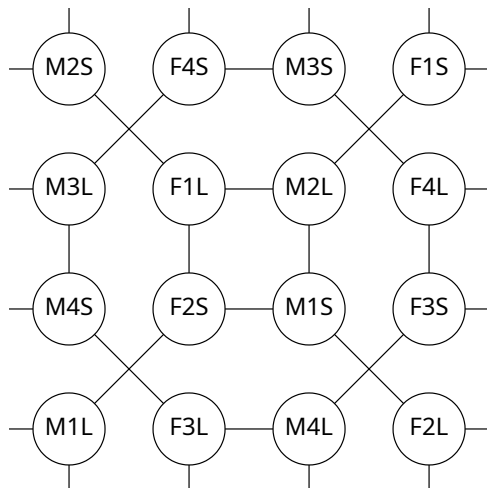 M2S F4S M3S F1S
M3L F1L M2L F4L
M4S F2S M1S F3S
M1L F3L M4L F2L